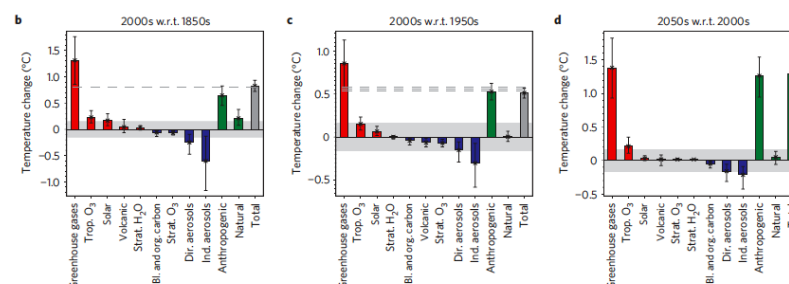 b 2000s w.r.t. 1850s
Temperature change (°C)
1.5
1.0
0.5
0
−0.5
−1.0
Greenhouse gases
Trop. O3
Solar
Volcanic
Strat. H2O
Bl. and org. carbon
Strat. O3
Dir. aerosols
Ind. aerosols
Anthropogenic
Natural
Total
c 2000s w.r.t. 1950s
Temperature change (°C)
1.0
0.5
0
−0.5
Greenhouse gases
Trop. O3
Solar
Strat. H2O
Bl. and org. carbon
Volcanic
Strat. O3
Dir. aerosols
Ind. aerosols
Anthropogenic
Natural
Total
d 2050s w.r.t. 2000s
Temperature change (°C)
1.5
1.0
0.50
0
−0.5
Greenhouse gases
Trop. O3
Solar
Volcanic
Strat. O3
Strat. H2O
Bl. and org. carbon
Dir. aerosols
Ind. aerosols
Anthropogenic
Natural